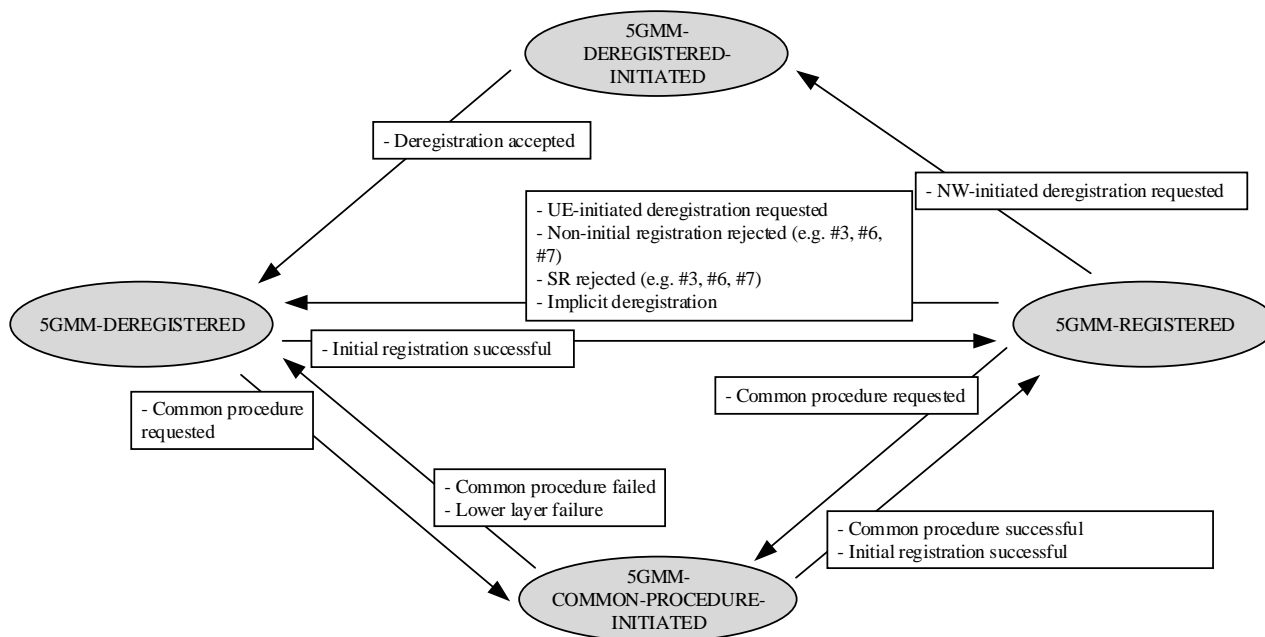 5GMM-
DEREGISTERED-
INITIATED
- Deregistration accepted
- NW-initiated deregistration requested
- UE-initiated deregistration requested
- Non-initial registration rejected (e.g. #3, #6,
#7)
- SR rejected (e.g. #3, #6, #7)
- Implicit deregistration
5GMM-DEREGISTERED
5GMM-REGISTERED
- Initial registration successful
- Common procedure
requested
- Common procedure requested
- Common procedure failed
- Lower layer failure
- Common procedure successful
- Initial registration successful
5GMM-
COMMON-PROCEDURE-
INITIATED